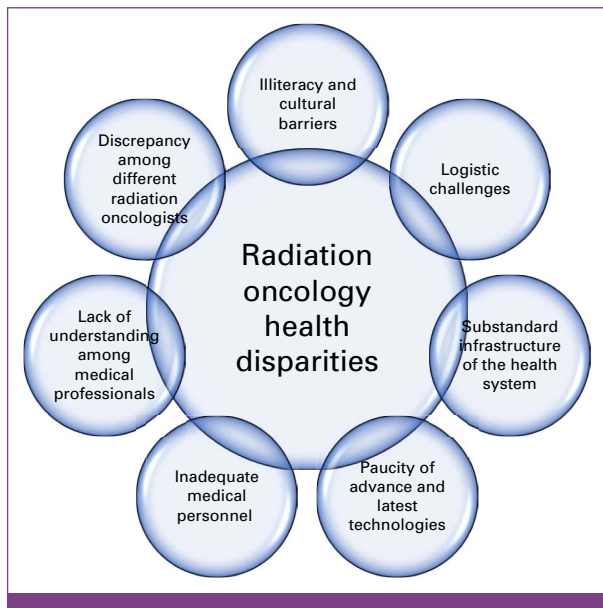 Illiteracy and
cultural
barriers
Logistic
challenges
Substandard
infrastructure
of the health
system
Paucity of
advance and
latest
technologies
Inadequate
medical
personnel
Lack of
understanding
among
medical
professionals
Discrepancy
among
different
radiation
oncologists
Radiation
oncology
health
disparities